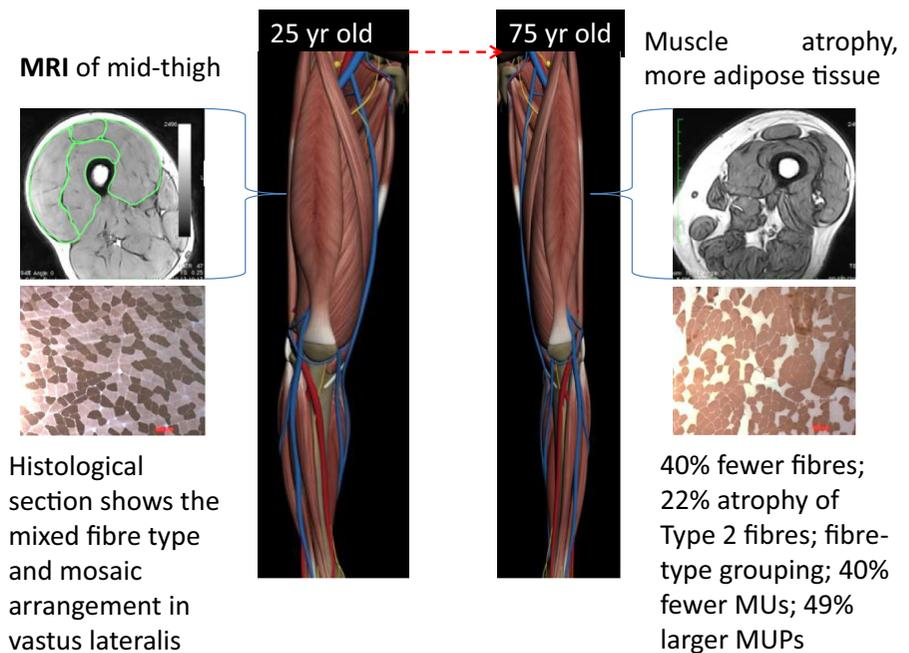 25 yr old
75 yr old
MRI of mid-thigh
Muscle atrophy,
more adipose tissue
2496
Histological
section shows the
mixed fibre type
and mosaic
arrangement in
vastus lateralis
40% fewer fibres;
22% atrophy of
Type 2 fibres; fibre-
type grouping; 40%
fewer MUs; 49%
larger MUPs